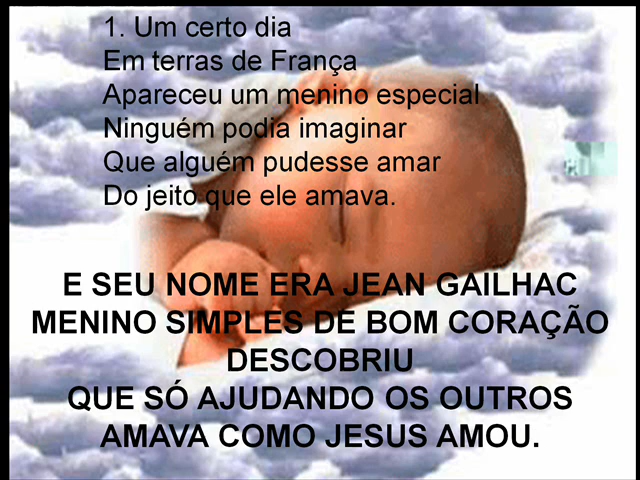 1. Um certo dia
Em terras de França
Apareceu um menino especial
Ninguém podia imaginar
Que alguém pudesse amar
Do jeito que ele amava.
E SEU NOME ERA JEAN GAILHAC
MENINO SIMPLES DE BOM CORAÇÃO
DESCOBRIU
QUE SÓ AJUDANDO OS OUTROS
AMAVA COMO JESUS AMOU.